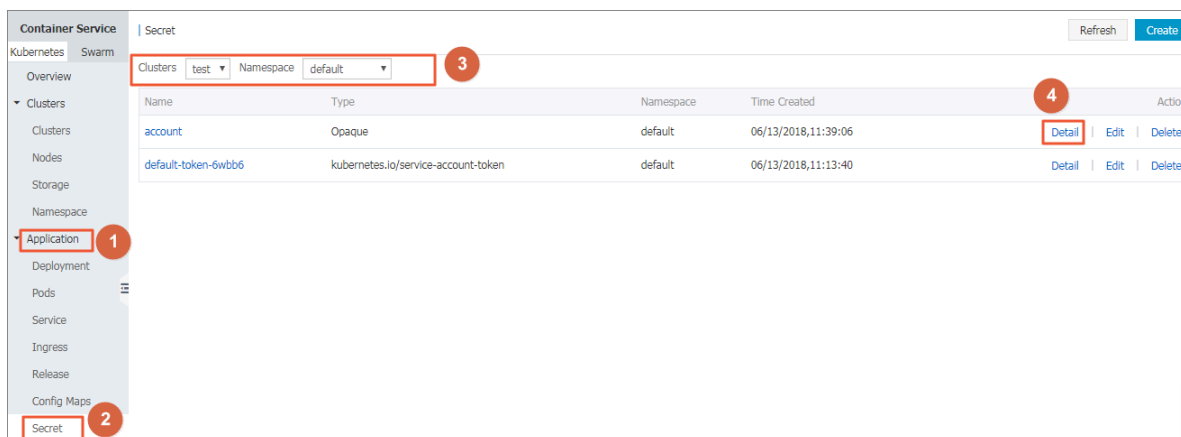 Container Service
Kubernetes Swarm
Overview
Clusters
Clusters
Nodes
Storage
Namespace
Application 1
Deployment
Pods
Service
Ingress
Release
Config Maps
Secret 2
Secret
Refresh Create
Clusters test Namespace default 3
4
Name Type Namespace Time Created Actio
account Opaque default 06/13/2018,11:39:06 Detail | Edit | Delete
default-token-6wbb6 kubernetes.io/service-account-token default 06/13/2018,11:13:40 Detail | Edit | Delete